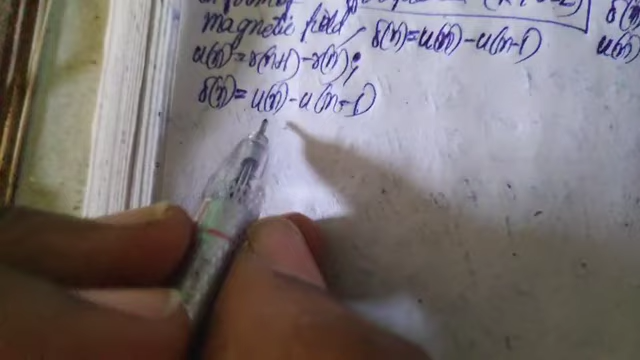 magnetic field δ(n)=u(n)-u(n-1)
u(n)=r(n+1)-r(n);
δ(n)=u(n)-u(n-1)
u(n)